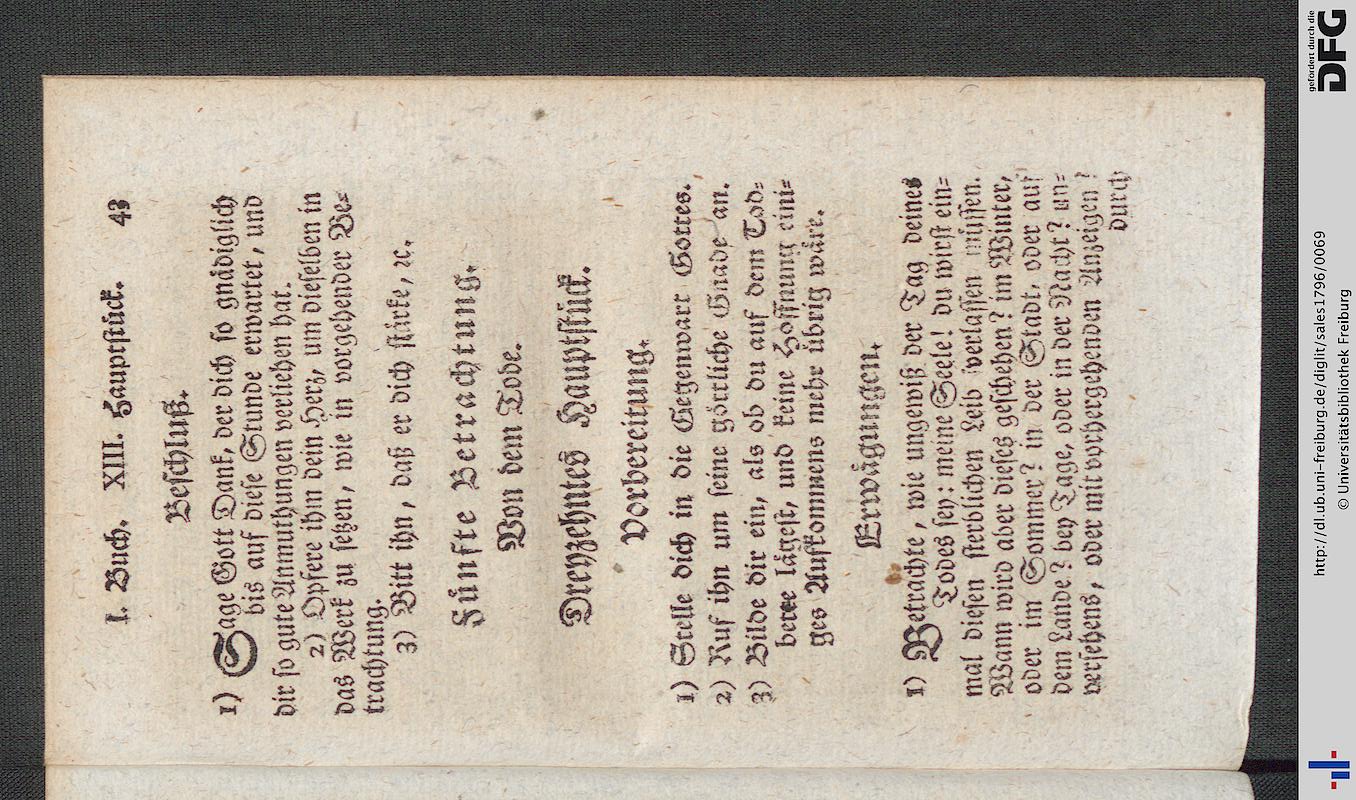 I. Buch. XIII. Hauptstück. 43
Beschluß.
1) Sage Gott Dank, der dich so gnädiglich
bis auf diese Stunde erwartet, und
dir so gute Anmuthungen verliehen hat.
2) Opfere ihm dein Herz, um dieselben in
das Werk zu setzen, wie in vorgehender Be-
trachtung.
3) Bitt ihn, daß er dich stärke, ꝛc.
Fünfte Betrachtung.
Von dem Tode.
Dreyzehntes Hauptstück.
Vorbereitung.
1) Stelle dich in die Gegenwart Gottes.
2) Ruf ihn um seine göttliche Gnade an.
3) Bilde dir ein, als ob du auf dem Tod-
bette lägest, und keine Hoffnung eini-
ges Aufkommens mehr übrig wäre.
Erwägungen.
1) Betrachte, wie ungewiß der Tag deines
Todes sey: meine Seele! du wirst ein-
mal diesen sterblichen Leib verlassen müssen.
Wann wird aber dieses geschehen? im Winter,
oder im Sommer? in der Stadt, oder auf
dem Lande? bey Tage, oder in der Nacht? un-
versehens, oder mit vorhergehenden Anzeigen?
durch
gefördert durch die
DFG
http://dl.ub.uni-freiburg.de/diglit/sales1796/0069
© Universitätsbibliothek Freiburg